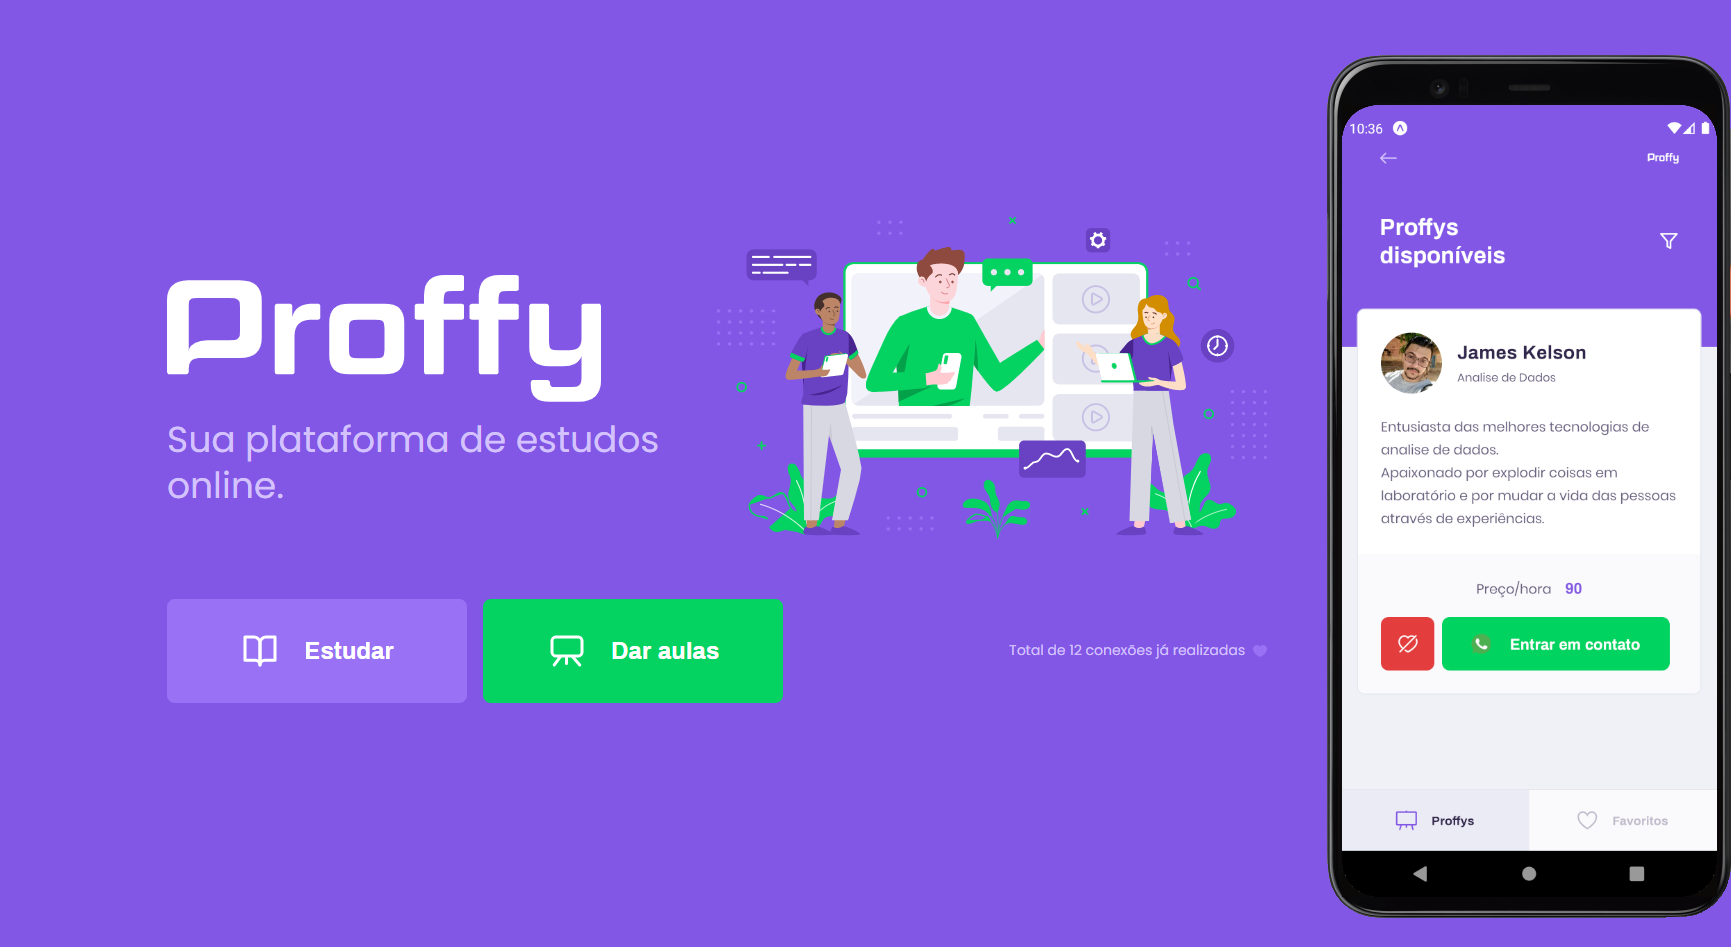 Proffy
Sua plataforma de estudos
online.
Estudar
Dar aulas
Total de 12 conexões já realizadas
10:36
Proffy
Proffys
disponíveis
James Kelson
Analise de Dados
Entusiasta das melhores tecnologias de
analise de dados.
Apaixonado por explodir coisas em
laboratório e por mudar a vida das pessoas
através de experiências.
Preço/hora 90
Entrar em contato
Proffys
Favoritos